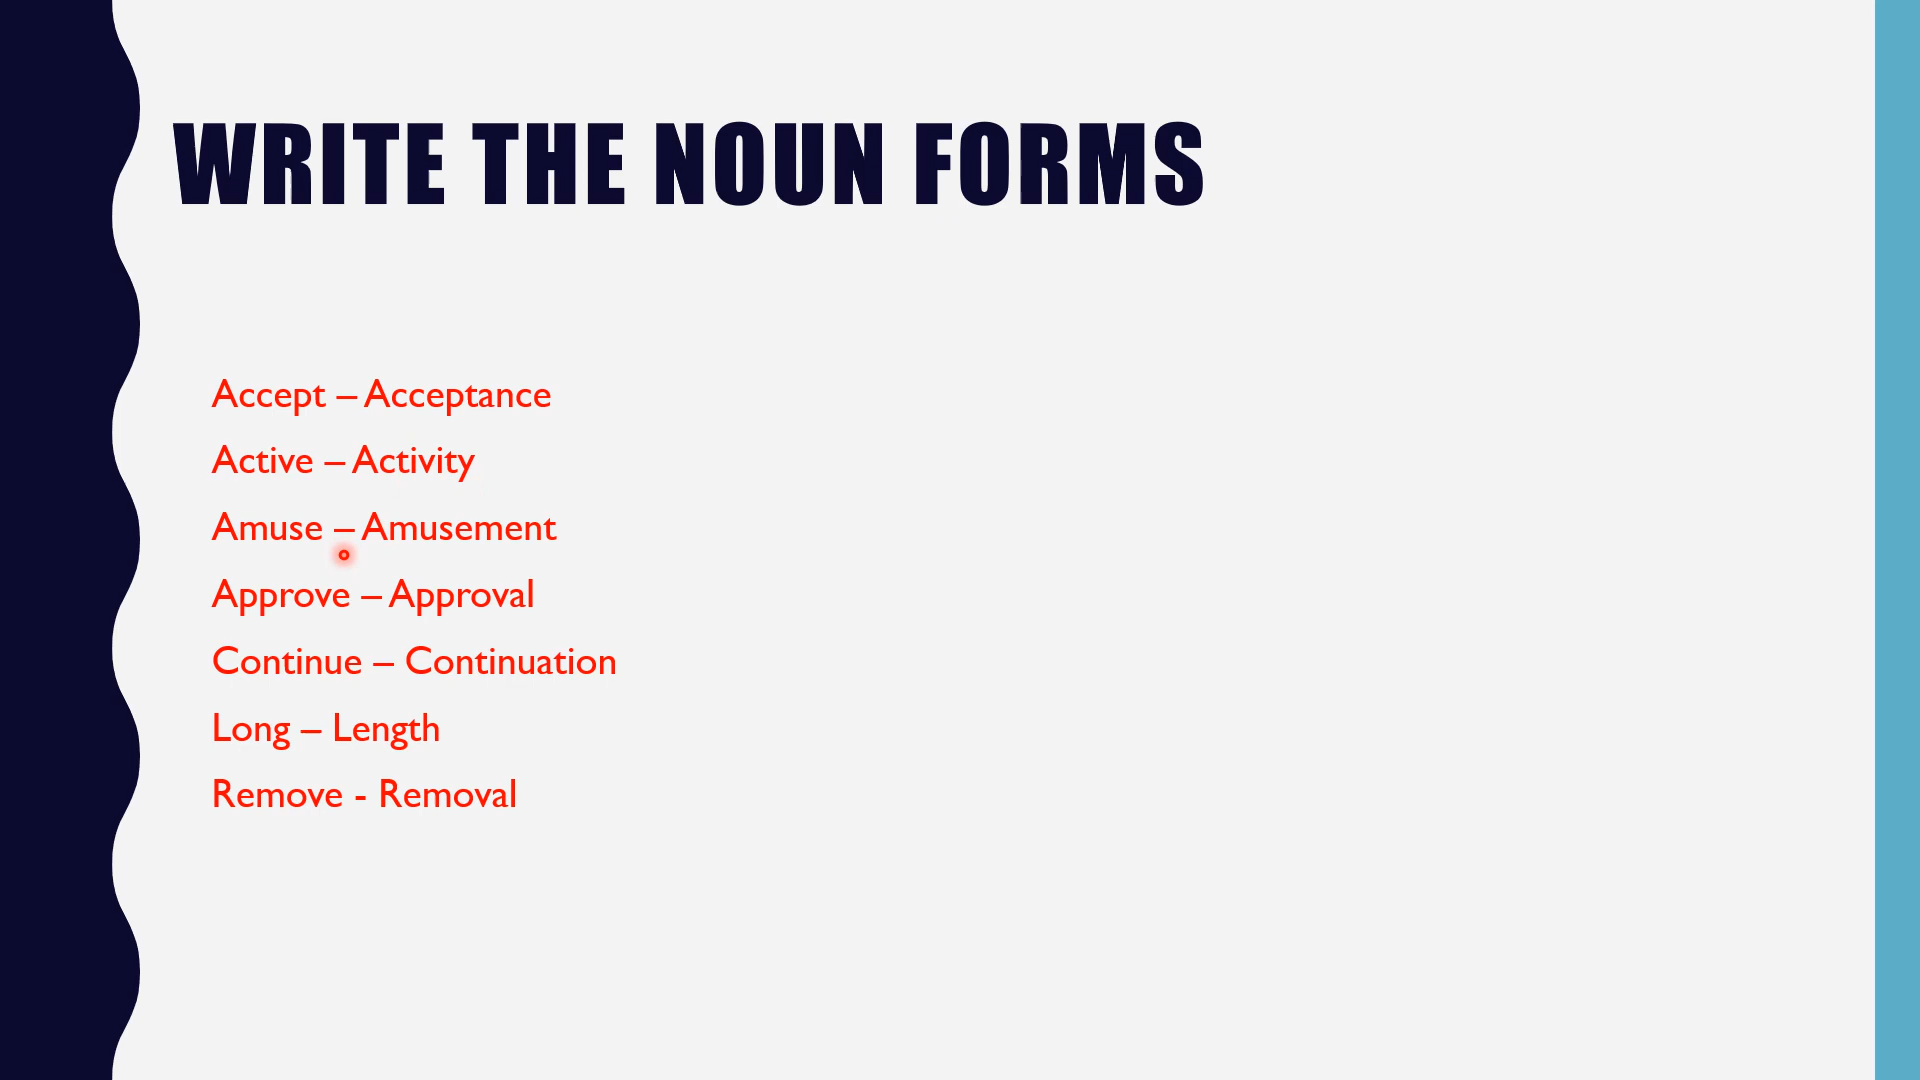 WRITE THE NOUN FORMS
Accept – Acceptance
Active – Activity
Amuse – Amusement
Approve – Approval
Continue – Continuation
Long – Length
Remove - Removal